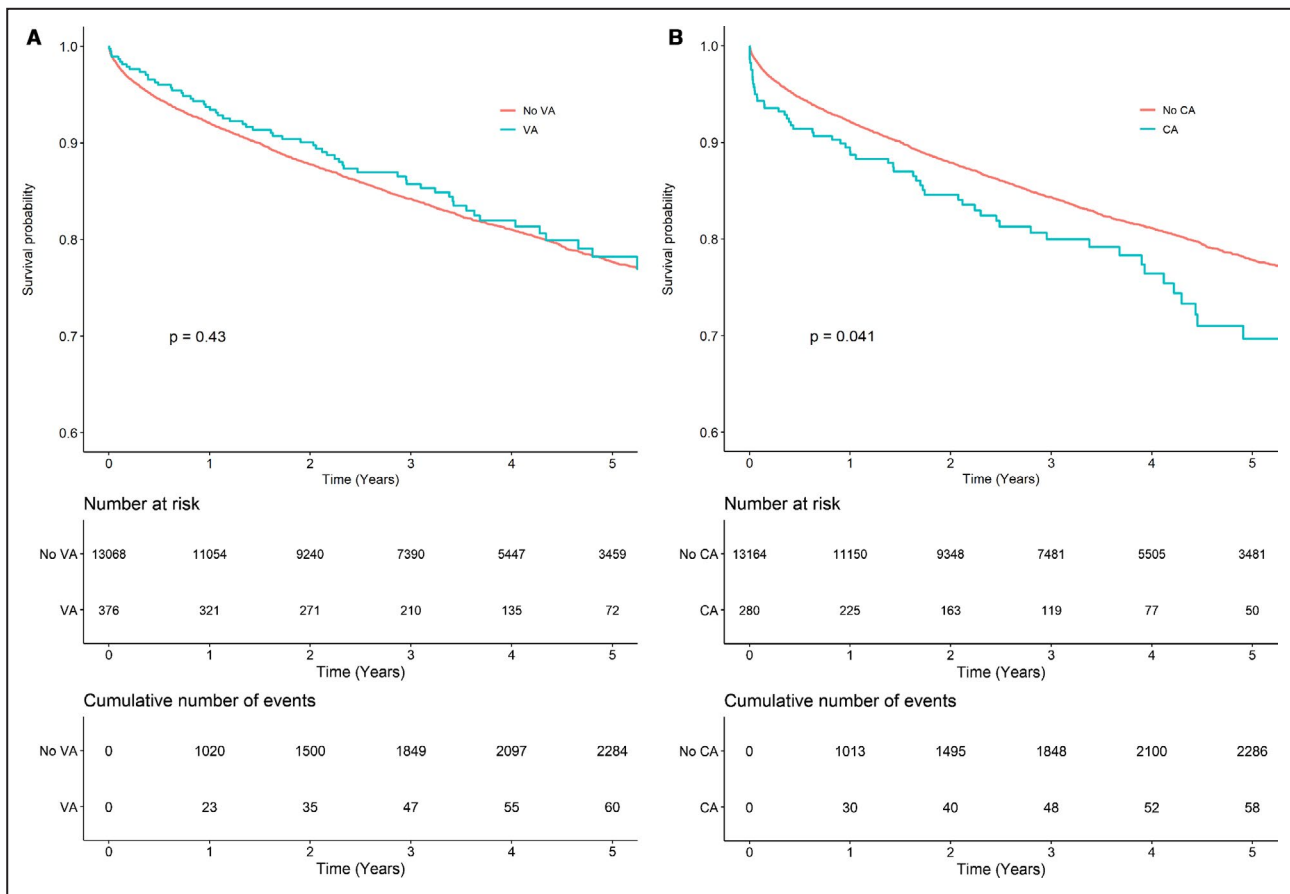 A
Survival probability
1.0
0.9
0.8
0.7
0.6
No VA
VA
p = 0.43
0 1 2 3 4 5
Time (Years)
Number at risk
No VA 13068 11054 9240 7390 5447 3459
VA 376 321 271 210 135 72
0 1 2 3 4 5
Time (Years)
Cumulative number of events
No VA 0 1020 1500 1849 2097 2284
VA 0 23 35 47 55 60
0 1 2 3 4 5
Time (Years)
B
Survival probability
1.0
0.9
0.8
0.7
0.6
No CA
CA
p = 0.041
0 1 2 3 4 5
Time (Years)
Number at risk
No CA 13164 11150 9348 7481 5505 3481
CA 280 225 163 119 77 50
0 1 2 3 4 5
Time (Years)
Cumulative number of events
No CA 0 1013 1495 1848 2100 2286
CA 0 30 40 48 52 58
0 1 2 3 4 5
Time (Years)